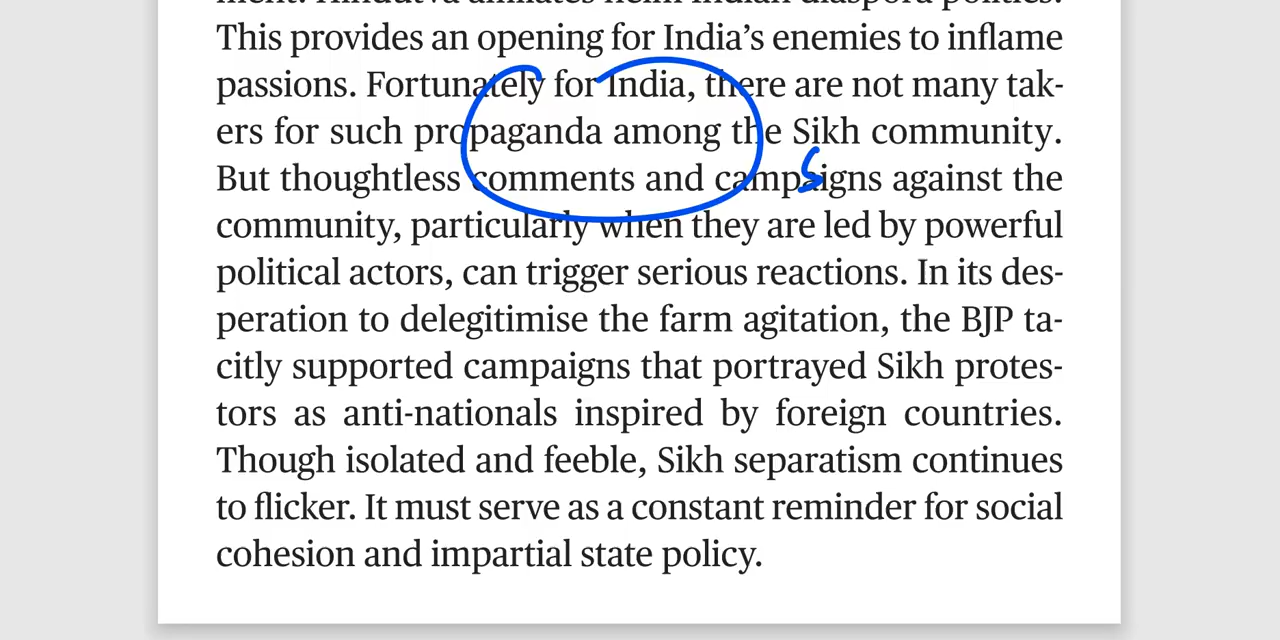 This provides an opening for India's enemies to inflame
passions. Fortunately for India, there are not many tak-
ers for such propaganda among the Sikh community.
But thoughtless comments and campaigns against the
community, particularly when they are led by powerful
political actors, can trigger serious reactions. In its des-
peration to delegitimise the farm agitation, the BJP ta-
citly supported campaigns that portrayed Sikh protes-
tors as anti-nationals inspired by foreign countries.
Though isolated and feeble, Sikh separatism continues
to flicker. It must serve as a constant reminder for social
cohesion and impartial state policy.